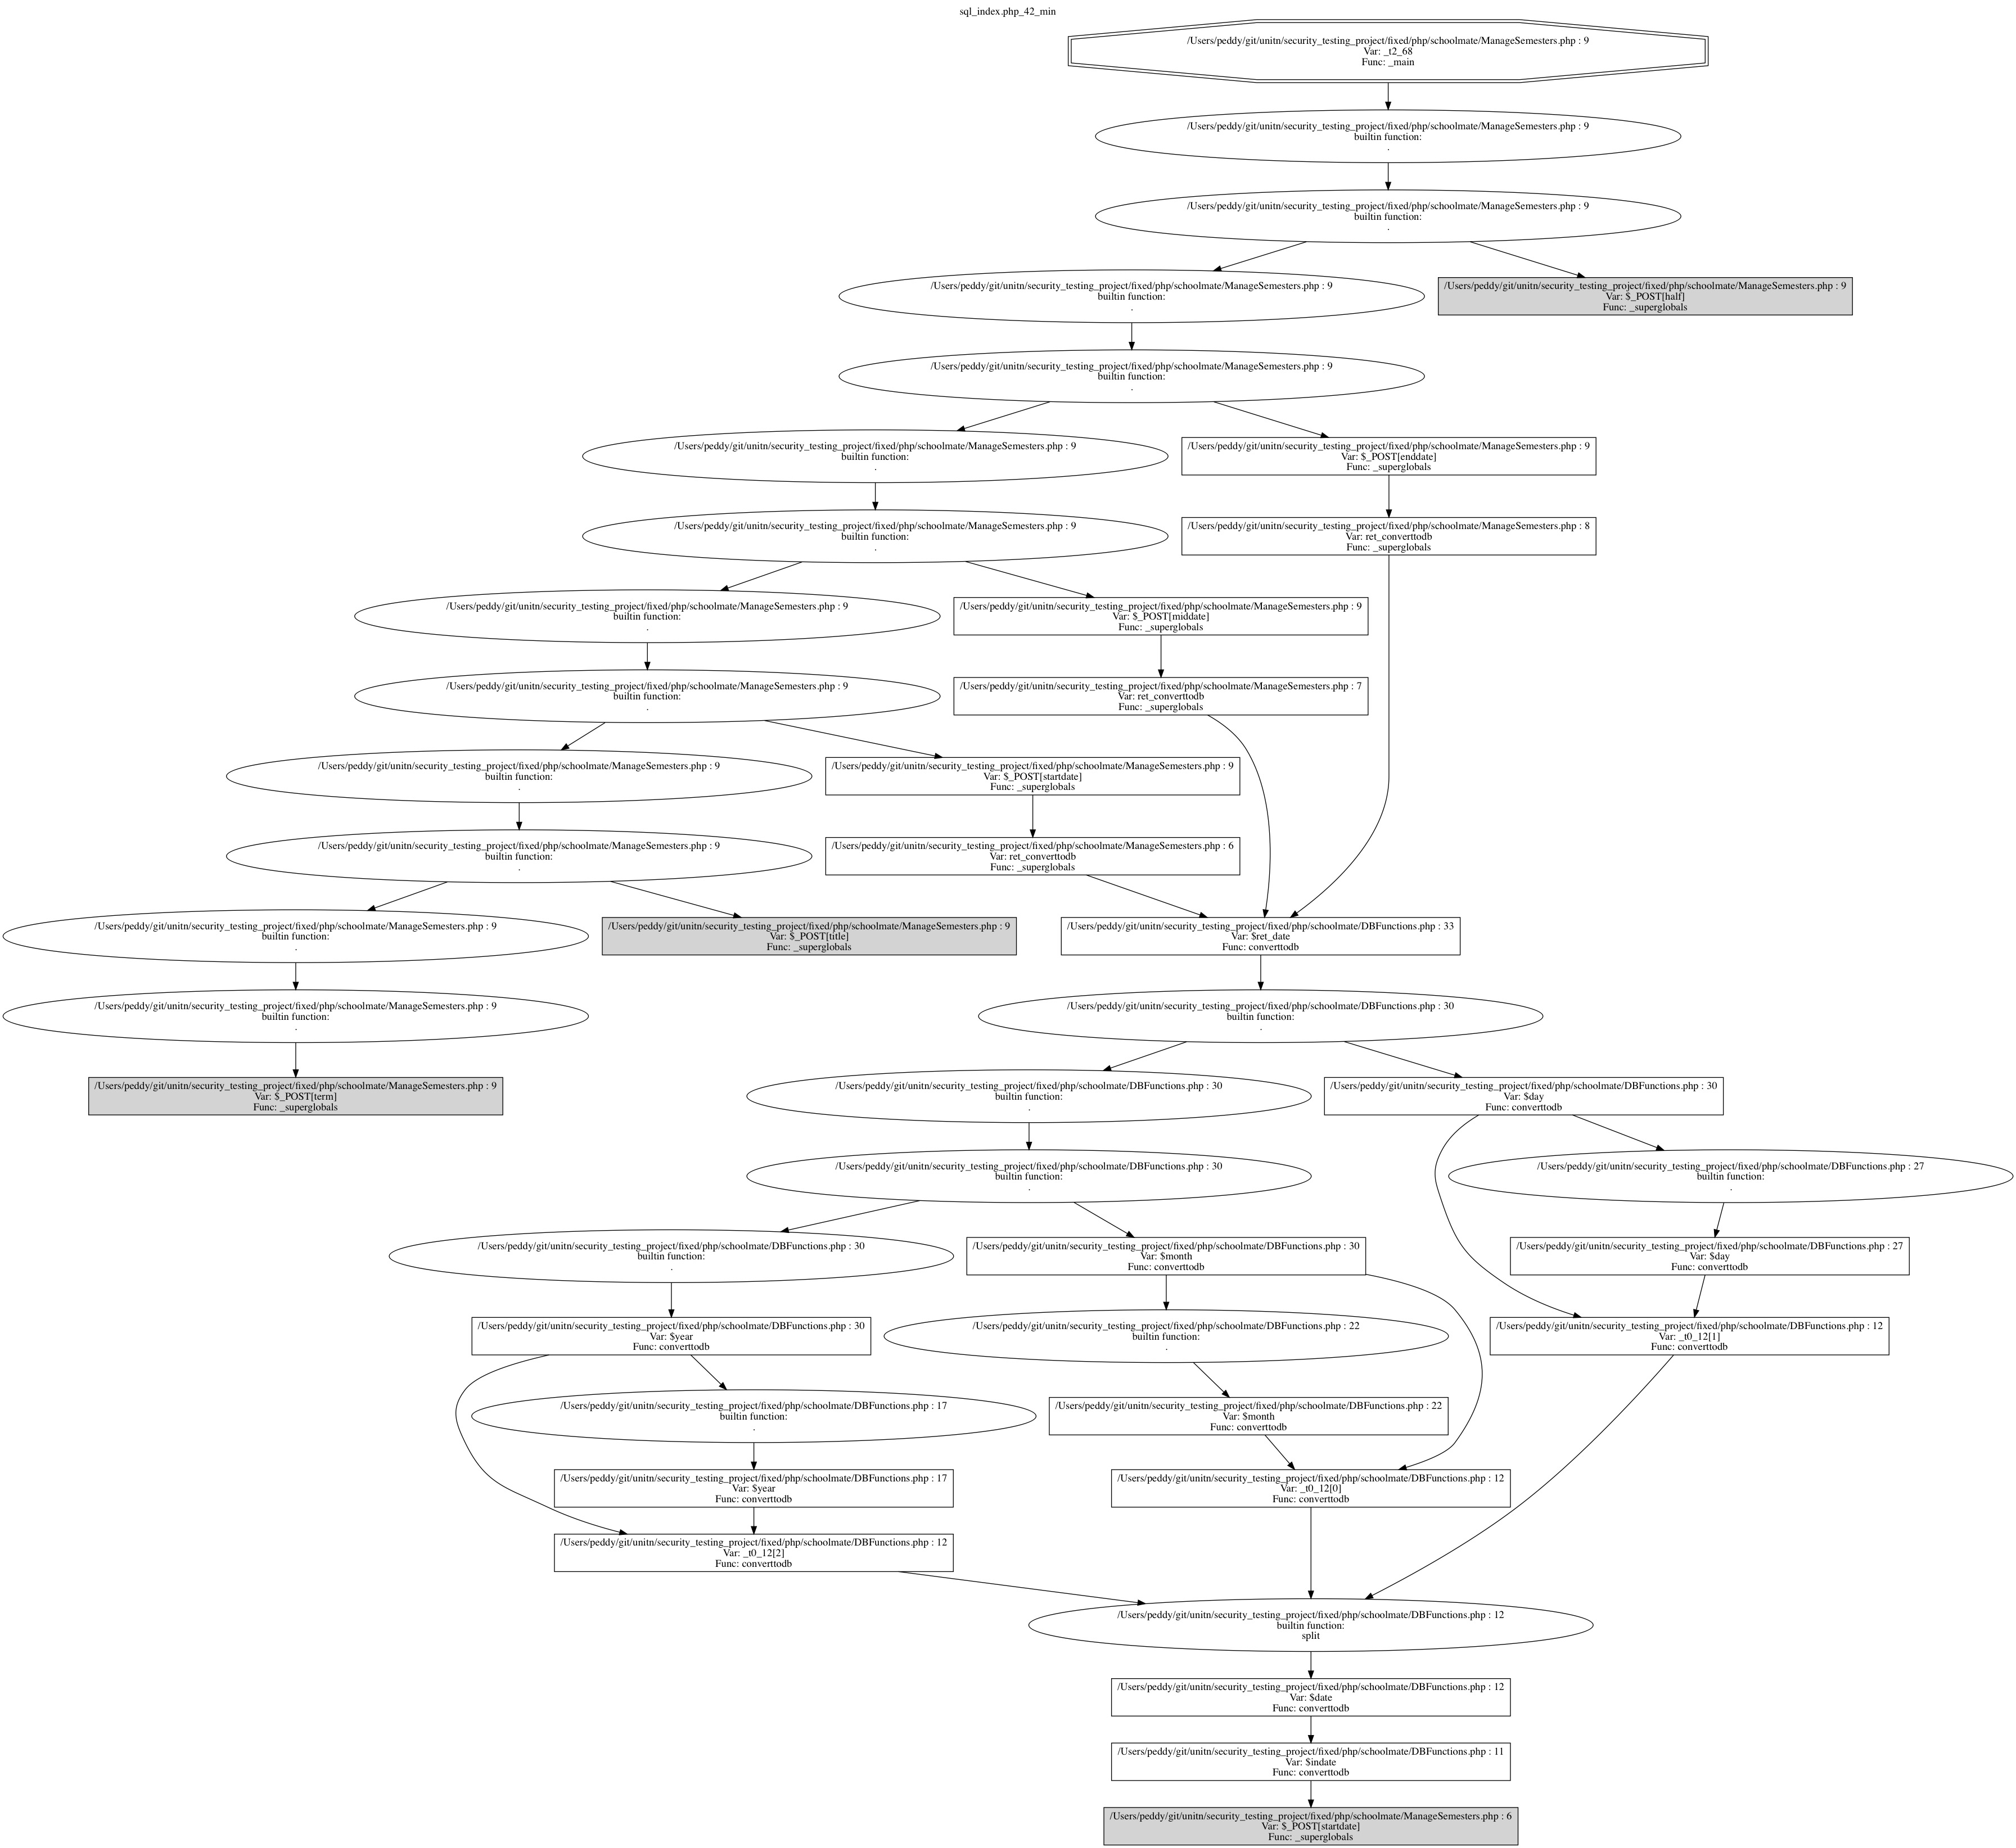 sql_index.php_42_min
/Users/peddy/git/unitn/security_testing_project/fixed/php/schoolmate/ManageSemesters.php : 9
Var: _t2_68
Func: _main
/Users/peddy/git/unitn/security_testing_project/fixed/php/schoolmate/ManageSemesters.php : 9
builtin function:
.
/Users/peddy/git/unitn/security_testing_project/fixed/php/schoolmate/ManageSemesters.php : 9
builtin function:
.
/Users/peddy/git/unitn/security_testing_project/fixed/php/schoolmate/ManageSemesters.php : 9
builtin function:
.
/Users/peddy/git/unitn/security_testing_project/fixed/php/schoolmate/ManageSemesters.php : 9
Var: $_POST[half]
Func: _superglobals
/Users/peddy/git/unitn/security_testing_project/fixed/php/schoolmate/ManageSemesters.php : 9
builtin function:
.
/Users/peddy/git/unitn/security_testing_project/fixed/php/schoolmate/ManageSemesters.php : 9
builtin function:
.
/Users/peddy/git/unitn/security_testing_project/fixed/php/schoolmate/ManageSemesters.php : 9
Var: $_POST[enddate]
Func: _superglobals
/Users/peddy/git/unitn/security_testing_project/fixed/php/schoolmate/ManageSemesters.php : 9
builtin function:
.
/Users/peddy/git/unitn/security_testing_project/fixed/php/schoolmate/ManageSemesters.php : 8
Var: ret_converttodb
Func: _superglobals
/Users/peddy/git/unitn/security_testing_project/fixed/php/schoolmate/ManageSemesters.php : 9
builtin function:
.
/Users/peddy/git/unitn/security_testing_project/fixed/php/schoolmate/ManageSemesters.php : 9
Var: $_POST[middate]
Func: _superglobals
/Users/peddy/git/unitn/security_testing_project/fixed/php/schoolmate/ManageSemesters.php : 9
builtin function:
.
/Users/peddy/git/unitn/security_testing_project/fixed/php/schoolmate/ManageSemesters.php : 7
Var: ret_converttodb
Func: _superglobals
/Users/peddy/git/unitn/security_testing_project/fixed/php/schoolmate/ManageSemesters.php : 9
builtin function:
.
/Users/peddy/git/unitn/security_testing_project/fixed/php/schoolmate/ManageSemesters.php : 9
Var: $_POST[startdate]
Func: _superglobals
/Users/peddy/git/unitn/security_testing_project/fixed/php/schoolmate/ManageSemesters.php : 9
builtin function:
.
/Users/peddy/git/unitn/security_testing_project/fixed/php/schoolmate/ManageSemesters.php : 6
Var: ret_converttodb
Func: _superglobals
/Users/peddy/git/unitn/security_testing_project/fixed/php/schoolmate/ManageSemesters.php : 9
builtin function:
.
/Users/peddy/git/unitn/security_testing_project/fixed/php/schoolmate/ManageSemesters.php : 9
Var: $_POST[title]
Func: _superglobals
/Users/peddy/git/unitn/security_testing_project/fixed/php/schoolmate/DBFunctions.php : 33
Var: $ret_date
Func: converttodb
/Users/peddy/git/unitn/security_testing_project/fixed/php/schoolmate/ManageSemesters.php : 9
builtin function:
.
/Users/peddy/git/unitn/security_testing_project/fixed/php/schoolmate/DBFunctions.php : 30
builtin function:
.
/Users/peddy/git/unitn/security_testing_project/fixed/php/schoolmate/ManageSemesters.php : 9
Var: $_POST[term]
Func: _superglobals
/Users/peddy/git/unitn/security_testing_project/fixed/php/schoolmate/DBFunctions.php : 30
builtin function:
.
/Users/peddy/git/unitn/security_testing_project/fixed/php/schoolmate/DBFunctions.php : 30
Var: $day
Func: converttodb
/Users/peddy/git/unitn/security_testing_project/fixed/php/schoolmate/DBFunctions.php : 30
builtin function:
.
/Users/peddy/git/unitn/security_testing_project/fixed/php/schoolmate/DBFunctions.php : 27
builtin function:
.
/Users/peddy/git/unitn/security_testing_project/fixed/php/schoolmate/DBFunctions.php : 30
builtin function:
.
/Users/peddy/git/unitn/security_testing_project/fixed/php/schoolmate/DBFunctions.php : 30
Var: $month
Func: converttodb
/Users/peddy/git/unitn/security_testing_project/fixed/php/schoolmate/DBFunctions.php : 27
Var: $day
Func: converttodb
/Users/peddy/git/unitn/security_testing_project/fixed/php/schoolmate/DBFunctions.php : 30
Var: $year
Func: converttodb
/Users/peddy/git/unitn/security_testing_project/fixed/php/schoolmate/DBFunctions.php : 22
builtin function:
.
/Users/peddy/git/unitn/security_testing_project/fixed/php/schoolmate/DBFunctions.php : 12
Var: _t0_12[1]
Func: converttodb
/Users/peddy/git/unitn/security_testing_project/fixed/php/schoolmate/DBFunctions.php : 17
builtin function:
.
/Users/peddy/git/unitn/security_testing_project/fixed/php/schoolmate/DBFunctions.php : 22
Var: $month
Func: converttodb
/Users/peddy/git/unitn/security_testing_project/fixed/php/schoolmate/DBFunctions.php : 17
Var: $year
Func: converttodb
/Users/peddy/git/unitn/security_testing_project/fixed/php/schoolmate/DBFunctions.php : 12
Var: _t0_12[0]
Func: converttodb
/Users/peddy/git/unitn/security_testing_project/fixed/php/schoolmate/DBFunctions.php : 12
Var: _t0_12[2]
Func: converttodb
/Users/peddy/git/unitn/security_testing_project/fixed/php/schoolmate/DBFunctions.php : 12
builtin function:
split
/Users/peddy/git/unitn/security_testing_project/fixed/php/schoolmate/DBFunctions.php : 12
Var: $date
Func: converttodb
/Users/peddy/git/unitn/security_testing_project/fixed/php/schoolmate/DBFunctions.php : 11
Var: $indate
Func: converttodb
/Users/peddy/git/unitn/security_testing_project/fixed/php/schoolmate/ManageSemesters.php : 6
Var: $_POST[startdate]
Func: _superglobals